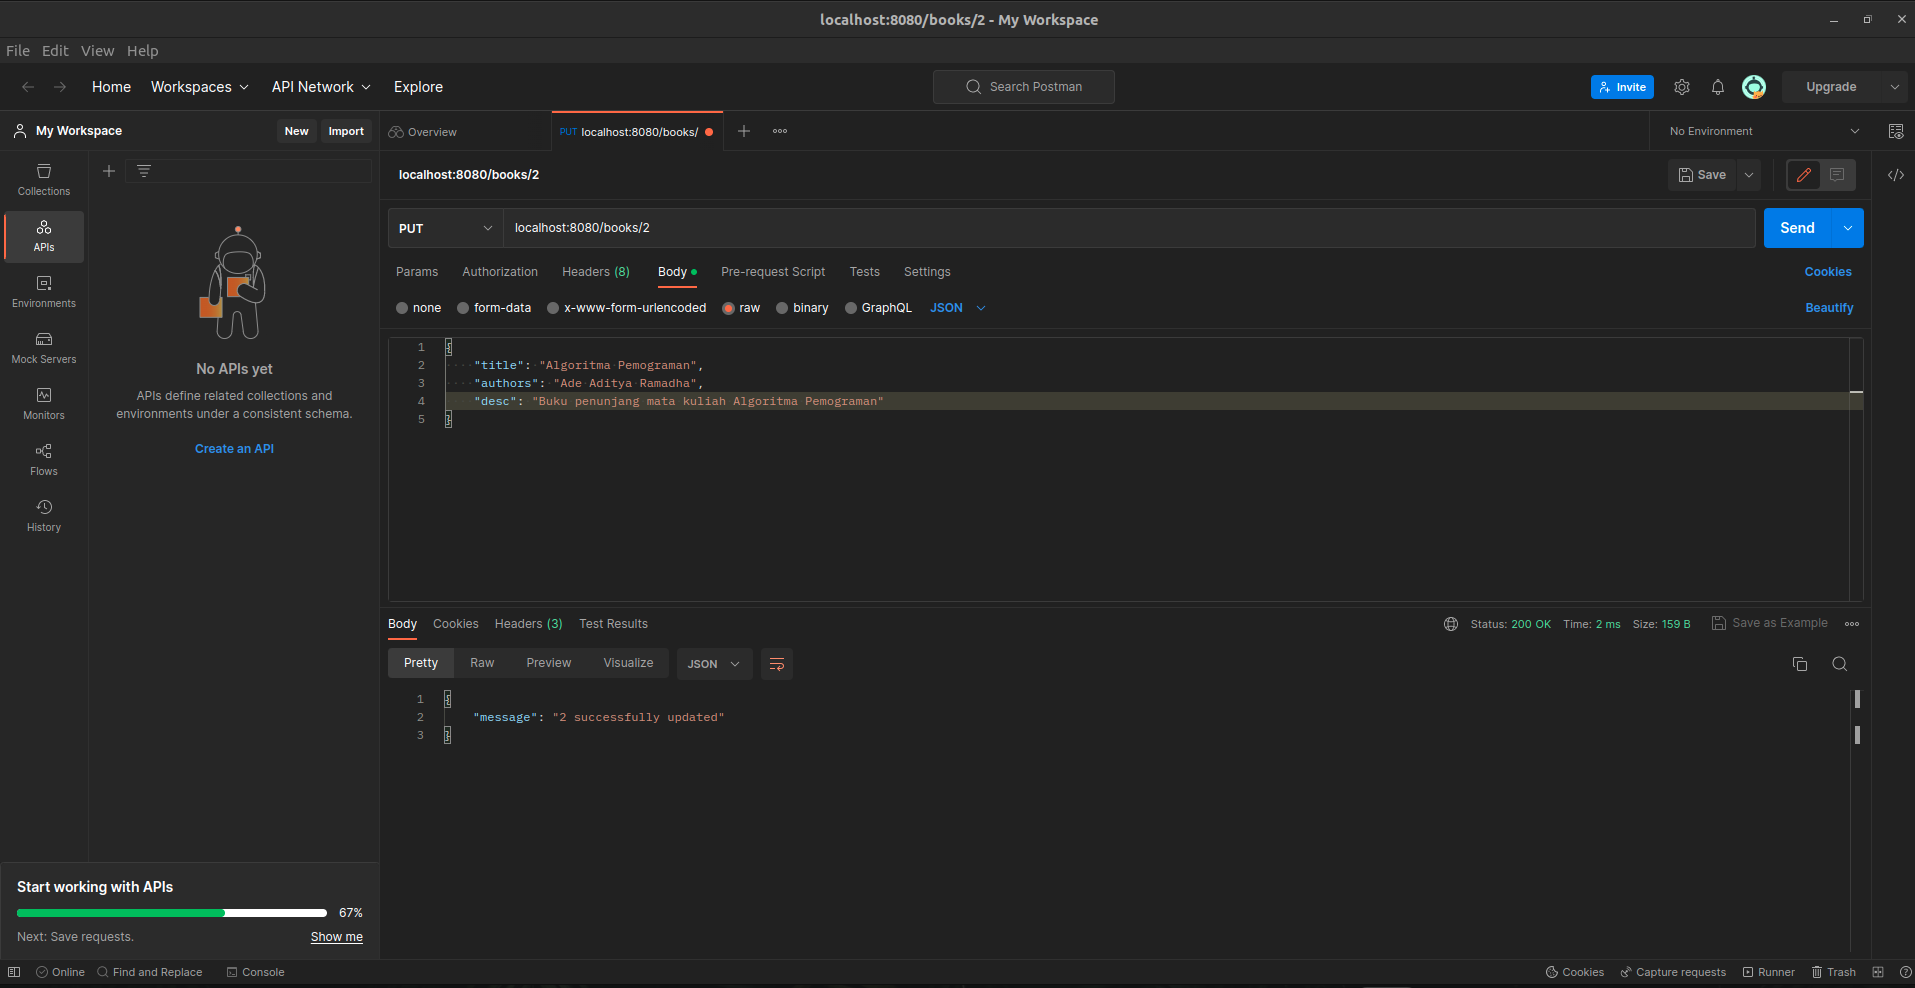 localhost:8080/books/2 - My Workspace
File Edit View Help
Home Workspaces API Network Explore
Search Postman
Invite
Upgrade
My Workspace
New Import
Overview
PUT localhost:8080/books/
No Environment
Collections
APIs
Environments
Mock Servers
Monitors
Flows
History
No APIs yet
APIs define related collections and
environments under a consistent schema.
Create an API
Start working with APIs
67%
Next: Save requests. Show me
localhost:8080/books/2
Save
PUT localhost:8080/books/2 Send
Params Authorization Headers (8) Body Pre-request Script Tests Settings Cookies
none form-data x-www-form-urlencoded raw binary GraphQL JSON Beautify
1 {
2 "title": "Algoritma Pemograman",
3 "authors": "Ade Aditya Ramadha",
4 "desc": "Buku penunjang mata kuliah Algoritma Pemograman"
5 }
Body Cookies Headers (3) Test Results
Status: 200 OK Time: 2 ms Size: 159 B Save as Example
Pretty Raw Preview Visualize JSON
1 {
2 "message": "2 successfully updated"
3 }
Online Find and Replace Console
Cookies Capture requests Runner Trash